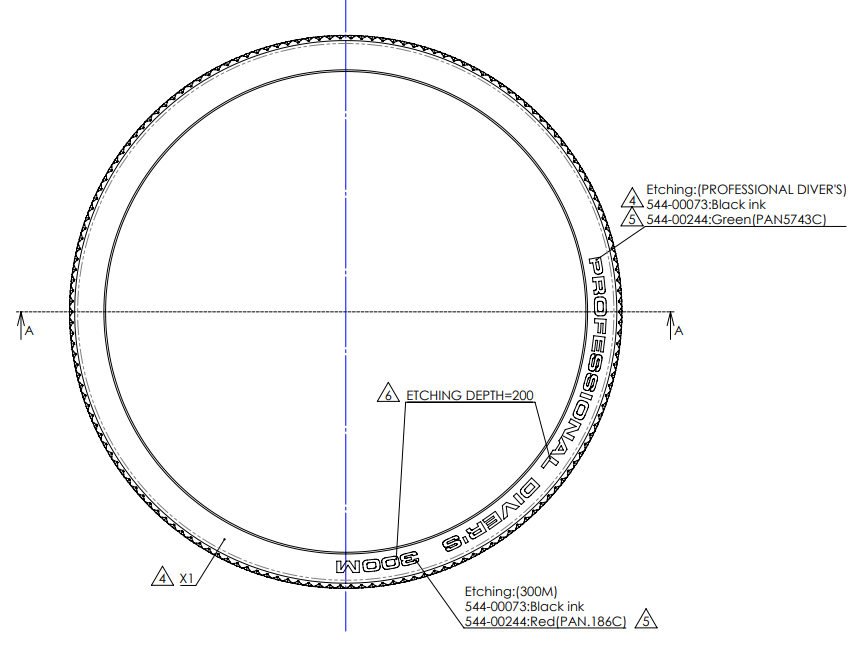 Etching:(PROFESSIONAL DIVER'S)
4 544-00073:Black ink
5 544-00244:Green(PAN5743C)
A
A
PROFESSIONAL DIVER'S
300M
6 ETCHING DEPTH=200
4 X1
Etching:(300M)
544-00073:Black ink
544-00244:Red(PAN.186C) 5